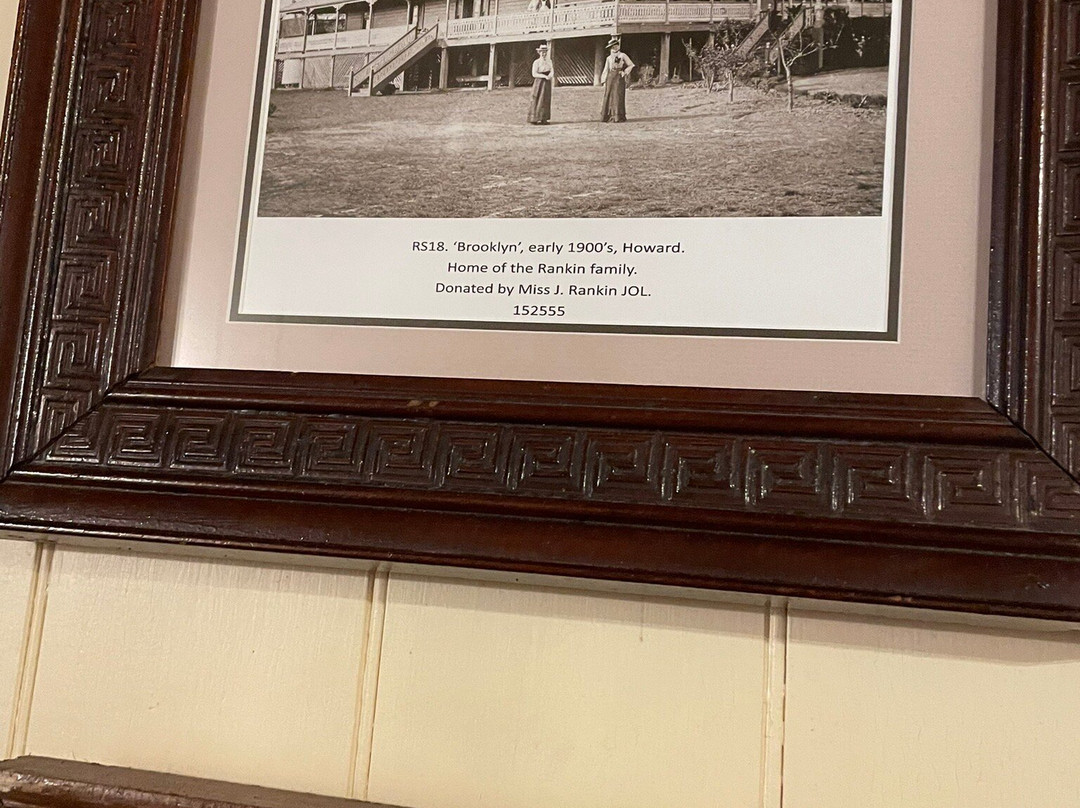 RS18. ‘Brooklyn’, early 1900’s, Howard.
Home of the Rankin family.
Donated by Miss J. Rankin JOL.
152555